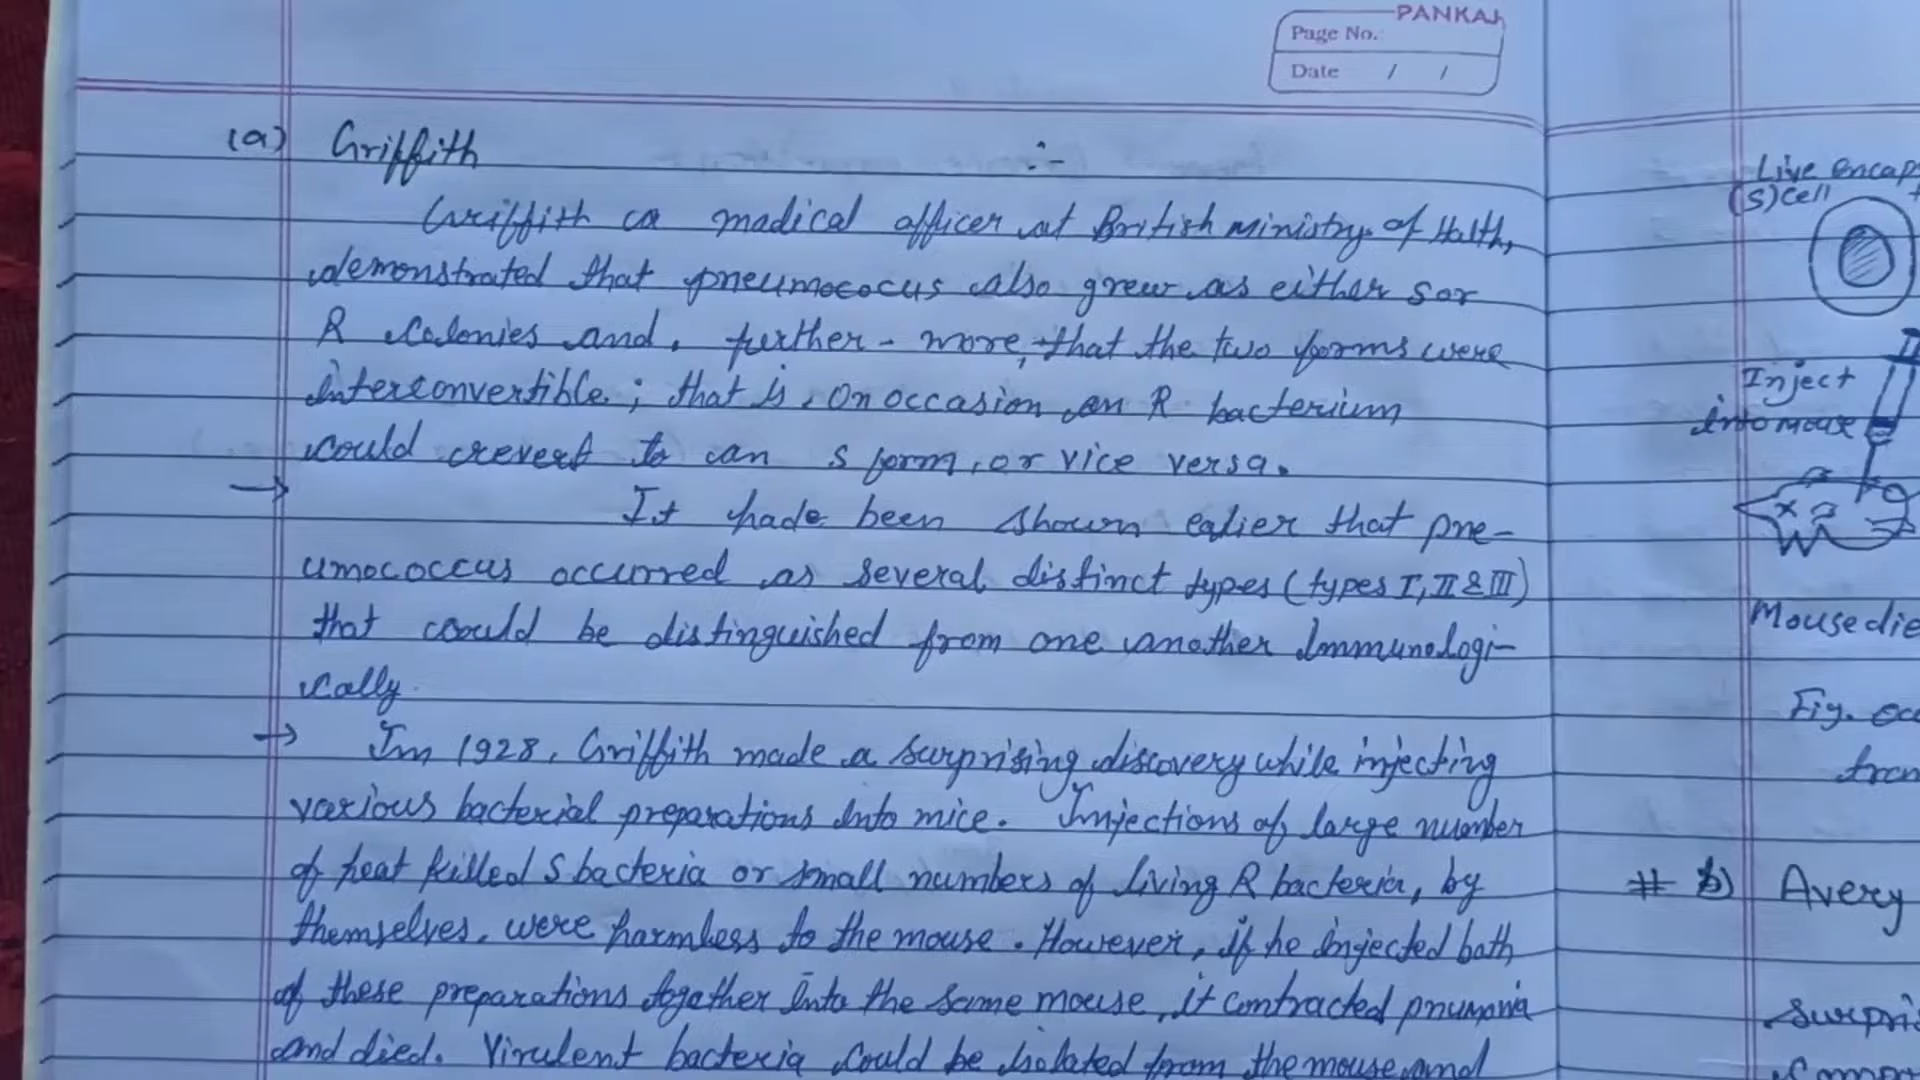 PANKAJ
Page No.
Date / /
(a) Griffith :-
Griffith a madical officer at British ministry of Halth,
demonstrated that pneumococus also grew as either s or
R colonies and, further-more, that the two forms were
interconvertible; that is, on occasion an R bacterium
could revert to an s form, or vice versa.
→ It hade been shown ealier that pne-
umococcus occurred as several distinct types (types I, II & III)
that could be distinguished from one another Immunologi-
cally.
→ In 1928, Griffith made a surprising discovery while injecting
various bacterial preparations into mice. Injections of large number
of heat killed S bacteria or small numbers of living R bacteria, by
themselves, were harmless to the mouse. However, if he injected both
of these preparations together into the same mouse, it contracted pnumonia
and died. Virulent bacteria could be isolated from the mouse and
Live encap
(S) cell +
Inject
into mouse
Mouse die
Fig.
tran
# b) Avery
surpris